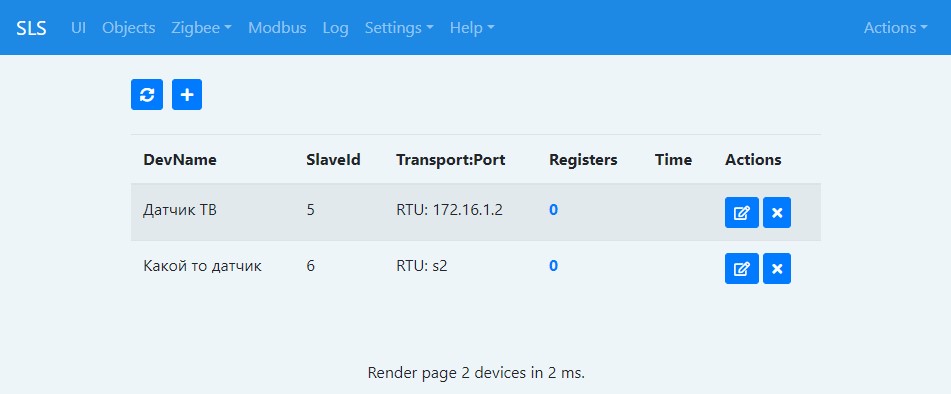 SLS UI Objects Zigbee Modbus Log Settings Help Actions
DevName SlaveId Transport:Port Registers Time Actions
Датчик ТВ 5 RTU: 172.16.1.2 0
Какой то датчик 6 RTU: s2 0
Render page 2 devices in 2 ms.